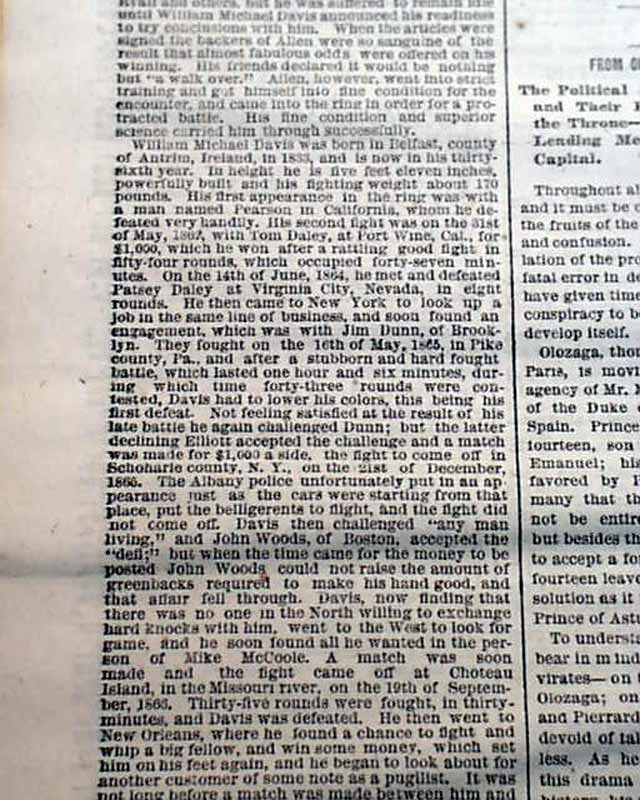 Ryall and others, but he was suffered to remain idle
until William Michael Davis announced his readiness
to try conclusions with him. When the articles were
signed the backers of Allen were so sanguine of the
result that almost fabulous odds were offered on his
winning. His friends declared it would be nothing
but "a walk over." Allen, however, went into strict
training and got himself into fine condition for the
encounter, and came into the ring in order for a pro-
tracted battle. His fine condition and superior
science carried him through successfully.
William Michael Davis was born in Belfast, county
of Antrim, Ireland, in 1833, and is now in his thirty-
sixth year. In height he is five feet eleven inches,
powerfully built and his fighting weight about 170
pounds. His first appearance in the ring was with
a man named Pearson in California, whom he de-
feated very handily. His second fight was on the 31st
of May, 1862, with Tom Daley, at Port Wine, Cal., for
$1,000, which he won after a rattling good fight in
fifty-four rounds, which occupied forty-seven min-
utes. On the 14th of June, 1864, he met and defeated
Patsey Daley at Virginia City, Nevada, in eight
rounds. He then came to New York to look up a
job in the same line of business, and soon found an
engagement, which was with Jim Dunn, of Brook-
lyn. They fought on the 16th of May, 1865, in Pike
county, Pa., and after a stubborn and hard fought
battle, which lasted one hour and six minutes, dur-
ing which time forty-three rounds were con-
tested, Davis had to lower his colors, this being his
first defeat. Not feeling satisfied at the result of his
late battle he again challenged Dunn; but the latter
declining Elliott accepted the challenge and a match
was made for $1,000 a side, the fight to come off in
Schoharie county, N. Y., on the 21st of December,
1865. The Albany police unfortunately put in an ap
pearance just as the cars were starting from that
place, put the belligerents to flight, and the fight did
not come off. Davis then challenged "any man
living," and John Woods, of Boston, accepted the
"defi;" but when the time came for the money to be
posted John Woods could not raise the amount of
greenbacks required to make his hand good, and
that affair fell through. Davis, now finding that
there was no one in the North willing to exchange
hard knocks with him, went to the West to look for
game, and he soon found all he wanted in the per-
son of Mike McCoole. A match was soon
made and the fight came off at Choteau
Island, in the Missouri river, on the 19th of Septem-
ber, 1866. Thirty-five rounds were fought, in thirty-
minutes, and Davis was defeated. He then went to
New Orleans, where he found a chance to fight and
whip a big fellow, and win some money, which set
him on his feet again, and he began to look about for
another customer of some note as a pugilist. It was
not long before a match was made between him and
FROM
The Political
and Their
the Throne—
Leading Me
Capital.
Throughout al
and it must be c
the fruits of the
and confusion.
lation of the pro
fatal error in de
have given time
conspiracy to be
develop itself.
Olozaga, thou
Paris, is movi
agency of Mr.
of the Duke
Spain. Prince
fourteen, son
Emanuel; his
favored by
many that th
not be entire
but besides th
to accept a for
fourteen leave
solution as it
Prince of Astu
To understa
bear in mind
virates—on t
Olozaga; on
and Pierrard
devoid of tal
less. As he
this drama